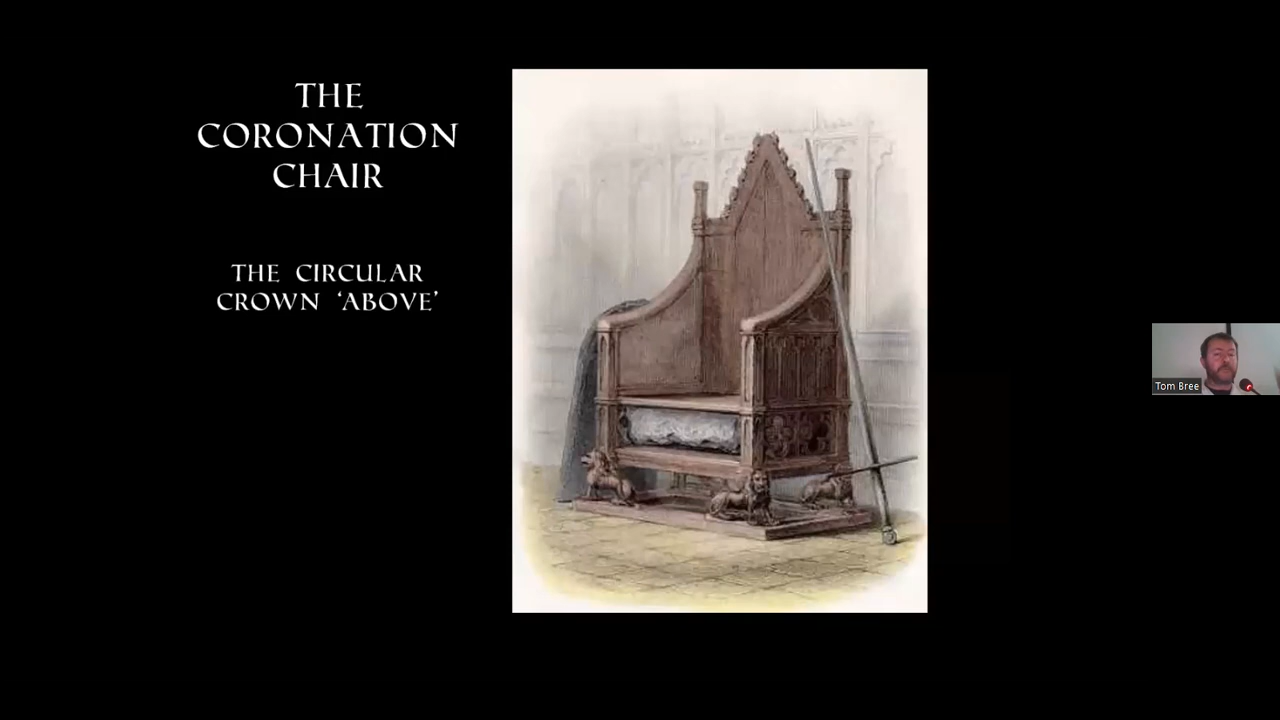 THE
CORONATION
CHAIR
THE CIRCULAR
CROWN ‘ABOVE’
Tom Bree